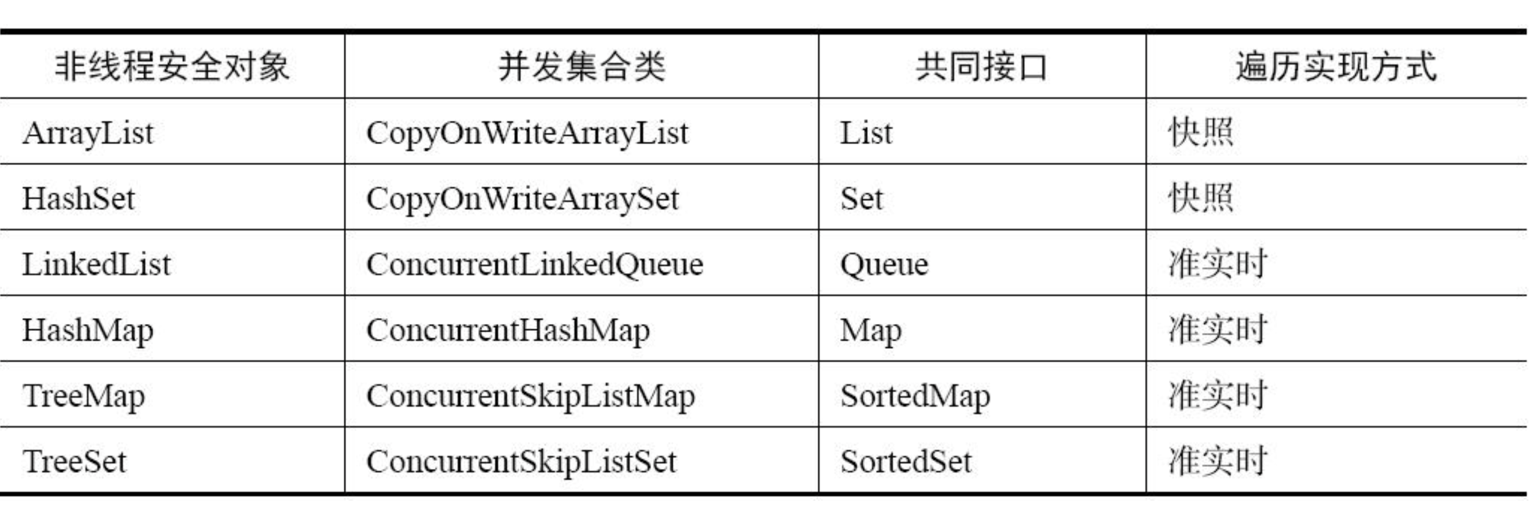 非线程安全对象 并发集合类 共同接口 遍历实现方式
ArrayList CopyOnWriteArrayList List 快照
HashSet CopyOnWriteArraySet Set 快照
LinkedList ConcurrentLinkedQueue Queue 准实时
HashMap ConcurrentHashMap Map 准实时
TreeMap ConcurrentSkipListMap SortedMap 准实时
TreeSet ConcurrentSkipListSet SortedSet 准实时